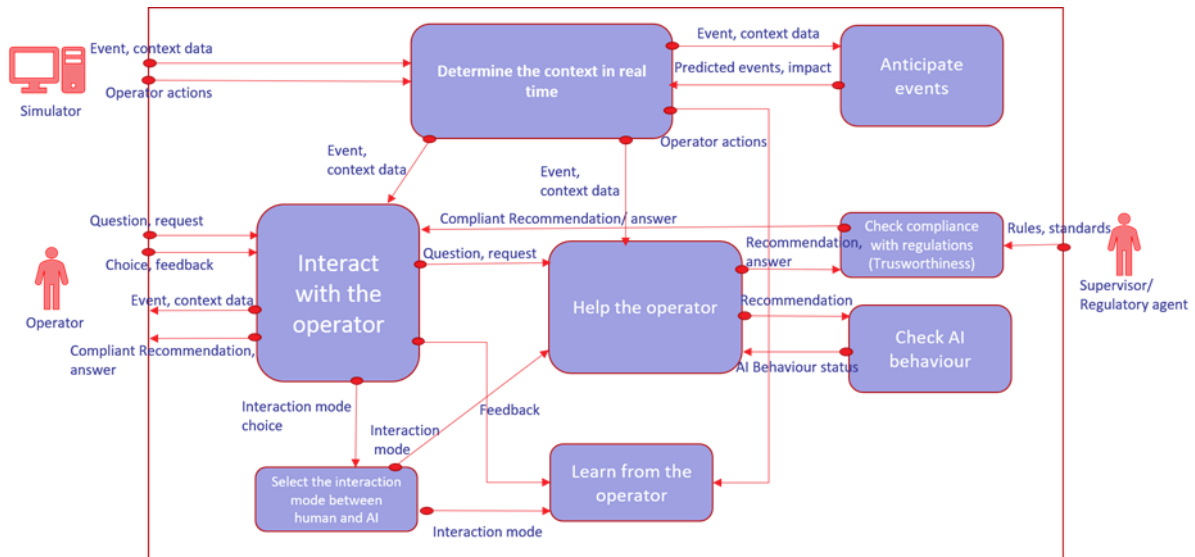 Event, context data
Operator actions
Simulator
Determine the context in real
time
Event, context data
Predicted events, impact
Anticipate
events
Operator actions
Event,
context data
Event,
context data
Question, request
Choice, feedback
Operator
Event, context data
Compliant Recommendation,
answer
Interact
with the
operator
Compliant Recommendation/ answer
Question, request
Help the operator
Recommendation,
answer
Check compliance
with regulations
(Trusworthiness)
Rules, standards
Supervisor/
Regulatory agent
Recommendation
AI Behaviour status
Check AI
behaviour
Interaction mode
choice
Interaction
mode
Feedback
Select the interaction
mode between
human and AI
Interaction mode
Learn from the
operator